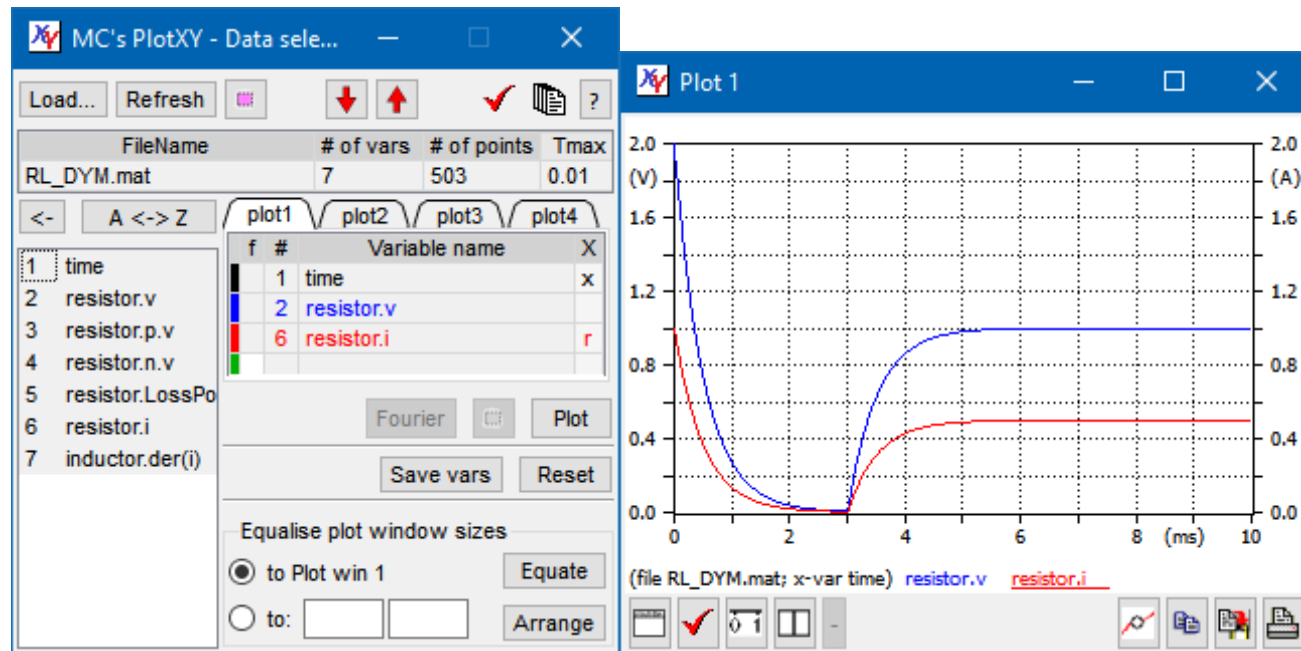 MC's PlotXY - Data sele...
Load... Refresh ?
FileName # of vars # of points Tmax
RL_DYM.mat 7 503 0.01
<- A <-> Z plot1 plot2 plot3 plot4
f # Variable name X
1 time x
2 resistor.v
6 resistor.i r
1 time
2 resistor.v
3 resistor.p.v
4 resistor.n.v
5 resistor.LossPo
6 resistor.i
7 inductor.der(i)
Fourier Plot
Save vars Reset
Equalise plot window sizes
to Plot win 1 Equate
to: Arrange
Plot 1
2.0 2.0
(V) (A)
1.6 1.6
1.2 1.2
0.8 0.8
0.4 0.4
0.0 0.0
0 2 4 6 8 (ms) 10
(file RL_DYM.mat; x-var time) resistor.v resistor.i
0 1 -